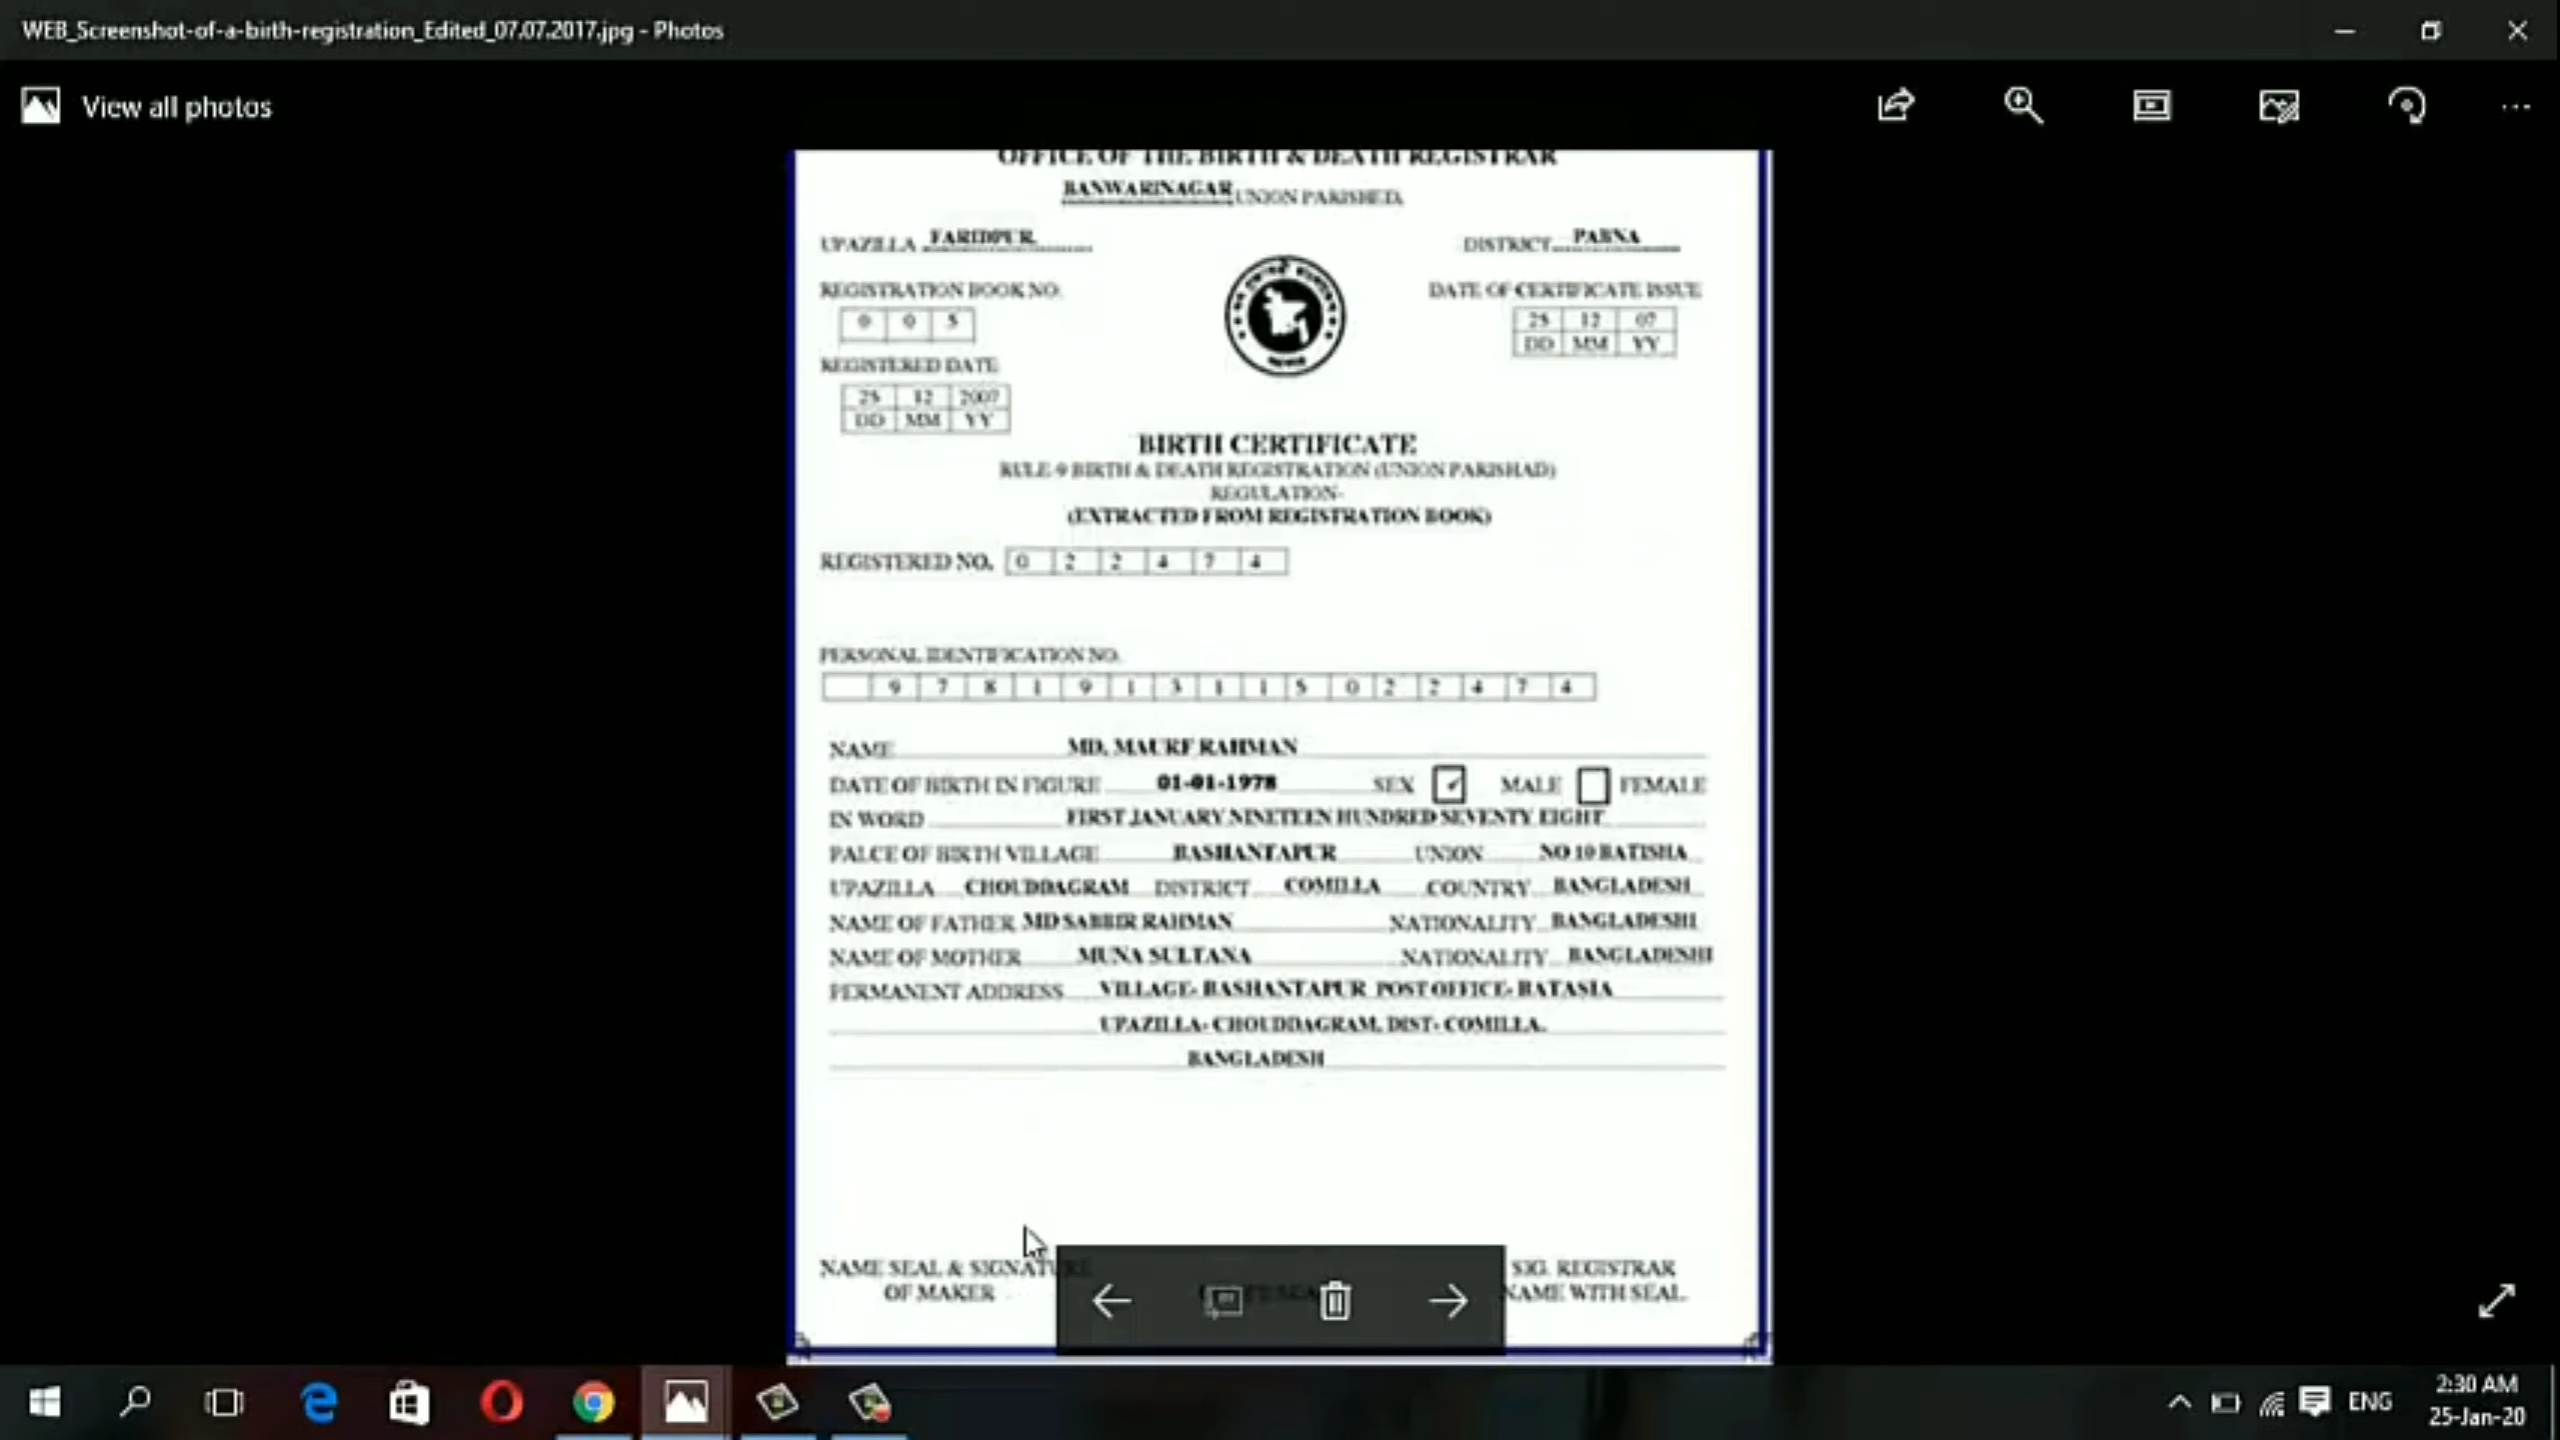 WEB_Screenshot-of-a-birth-registration_Edited_07.07.2017.jpg - Photos
View all photos
OFFICE OF THE BIRTH & DEATH REGISTRAR
BANWARINAGAR UNION PARISHED,
UPAZILLA FARIDPUR, DISTRICT PABNA
REGISTRATION BOOK NO. DATE OF CERTIFICATE ISSUE
0 0 5 25 12 07
DD MM YY
REGISTERED DATE
25 12 2007
DD MM YY
BIRTH CERTIFICATE
RULE-9 BIRTH & DEATH REGISTRATION (UNION PARISHAD)
REGULATION-
(EXTRACTED FROM REGISTRATION BOOK)
REGISTERED NO. 0 2 2 4 7 4
PERSONAL IDENTIFICATION NO.
9 7 8 1 9 1 3 1 1 5 0 2 2 4 7 4
NAME MD. MAURF RAHMAN
DATE OF BIRTH IN FIGURE 01-01-1978 SEX ✓ MALE FEMALE
IN WORD FIRST JANUARY NINETEEN HUNDRED SEVENTY EIGHT
PALCE OF BIRTH VILLAGE BASHANTAPUR UNION NO 10 BATISHA
UPAZILLA CHOUDDAGRAM DISTRICT COMILLA COUNTRY BANGLADESH
NAME OF FATHER MD SABBIR RAHMAN NATIONALITY BANGLADESHI
NAME OF MOTHER MUNA SULTANA NATIONALITY BANGLADESHI
PERMANENT ADDRESS VILLAGE- BASHANTAPUR POST OFFICE- BATASIA
UPAZILLA- CHOUDDAGRAM, DIST- COMILLA.
BANGLADESH
NAME SEAL & SIGNATURE SIG. REGISTRAR
OF MAKER NAME WITH SEAL
ENG
2:30 AM
25-Jan-20